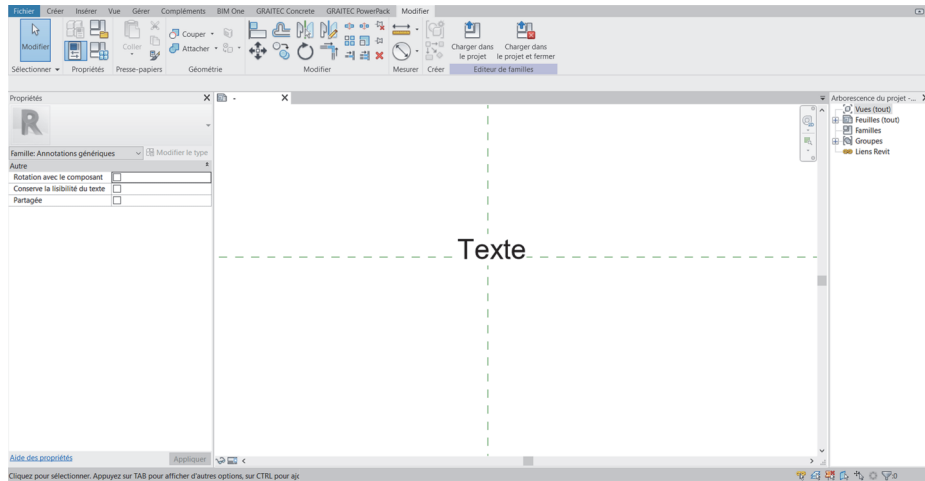 Fichier Créer Insérer Vue Gérer Compléments BIM One GRAITEC Concrete GRAITEC PowerPack Modifier
Modifier Coller Couper Attacher Charger dans le projet Charger dans le projet et fermer
Sélectionner Propriétés Presse-papiers Géométrie Modifier Mesurer Créer Editeur de familles
Propriétés X - X Arborescence du projet -...
R
Famille: Annotations génériques Modifier le type
Autre
Rotation avec le composant
Conserve la lisibilité du texte
Partagée
Texte
Vues (tout)
Feuilles (tout)
Familles
Groupes
Liens Revit
Aide des propriétés Appliquer
Cliquez pour sélectionner. Appuyez sur TAB pour afficher d'autres options, sur CTRL pour ajc :0